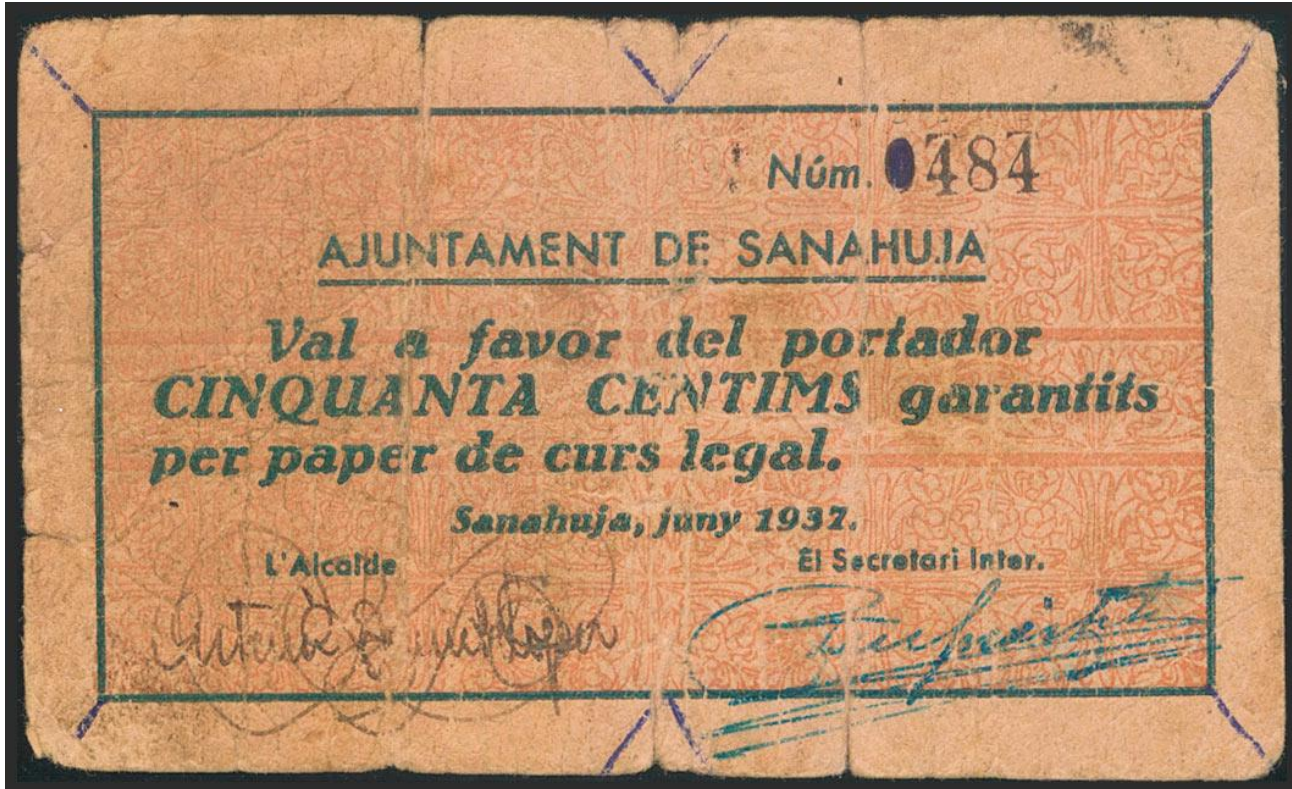 Núm. 0484
AJUNTAMENT DE SANAHUJA
Val a favor del portador
CINQUANTA CENTIMS garantits
per paper de curs legal.
Sanahuja, juny 1937.
L'Alcalde El Secretari Inter.